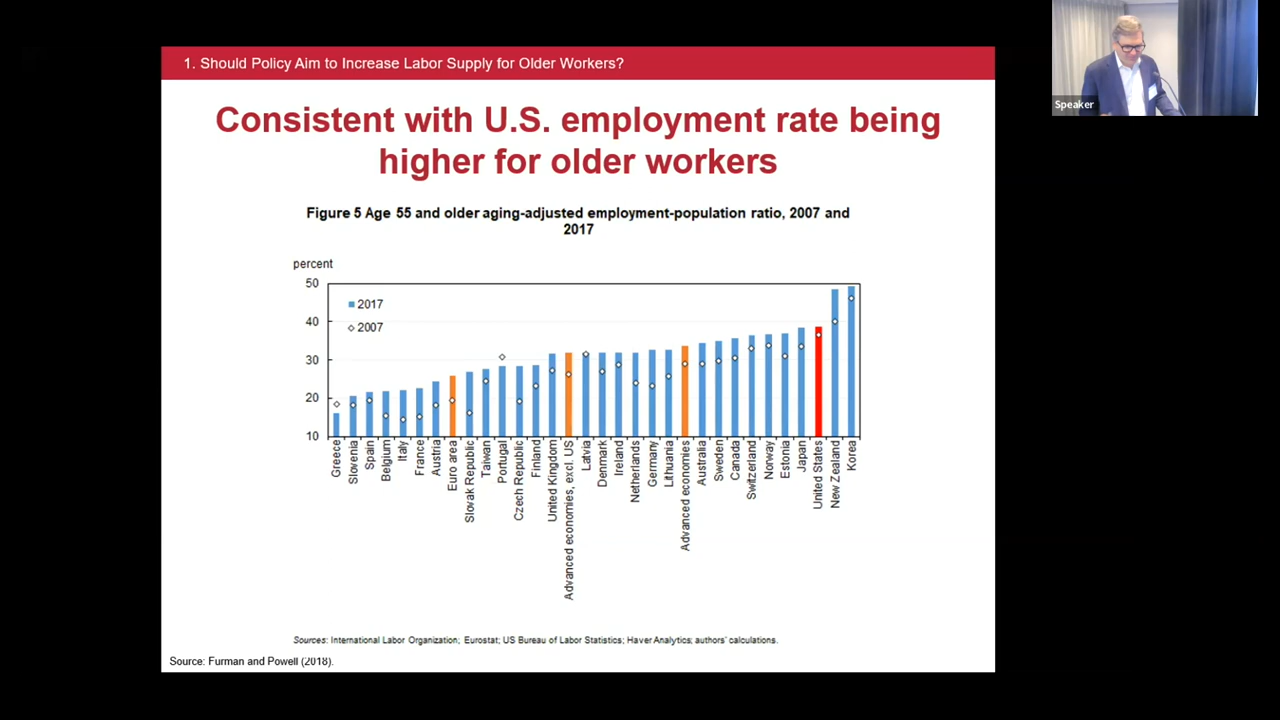 1. Should Policy Aim to Increase Labor Supply for Older Workers?
Speaker
Consistent with U.S. employment rate being
higher for older workers
Figure 5 Age 55 and older aging-adjusted employment-population ratio, 2007 and
2017
percent
50
40
30
20
10
2017
2007
Greece
Slovenia
Spain
Belgium
Italy
France
Austria
Euro area
Slovak Republic
Taiwan
Portugal
Czech Republic
Finland
United Kingdom
Advanced economies, excl. US
Latvia
Denmark
Ireland
Netherlands
Germany
Lithuania
Advanced economies
Australia
Sweden
Canada
Switzerland
Norway
Estonia
Japan
United States
New Zealand
Korea
Sources: International Labor Organization; Eurostat; US Bureau of Labor Statistics; Haver Analytics; authors' calculations.
Source: Furman and Powell (2018).